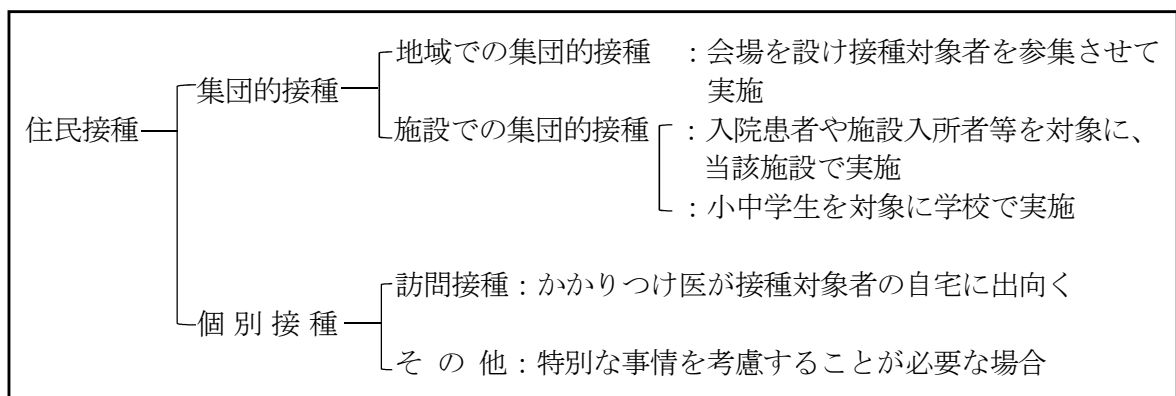 地域での集団的接種 ：会場を設け接種対象者を参集させて
実施
集団的接種
施設での集団的接種 ：入院患者や施設入所者等を対象に、
当該施設で実施
：小中学生を対象に学校で実施
住民接種
訪問接種：かかりつけ医が接種対象者の自宅に出向く
個 別 接 種
そ の 他：特別な事情を考慮することが必要な場合